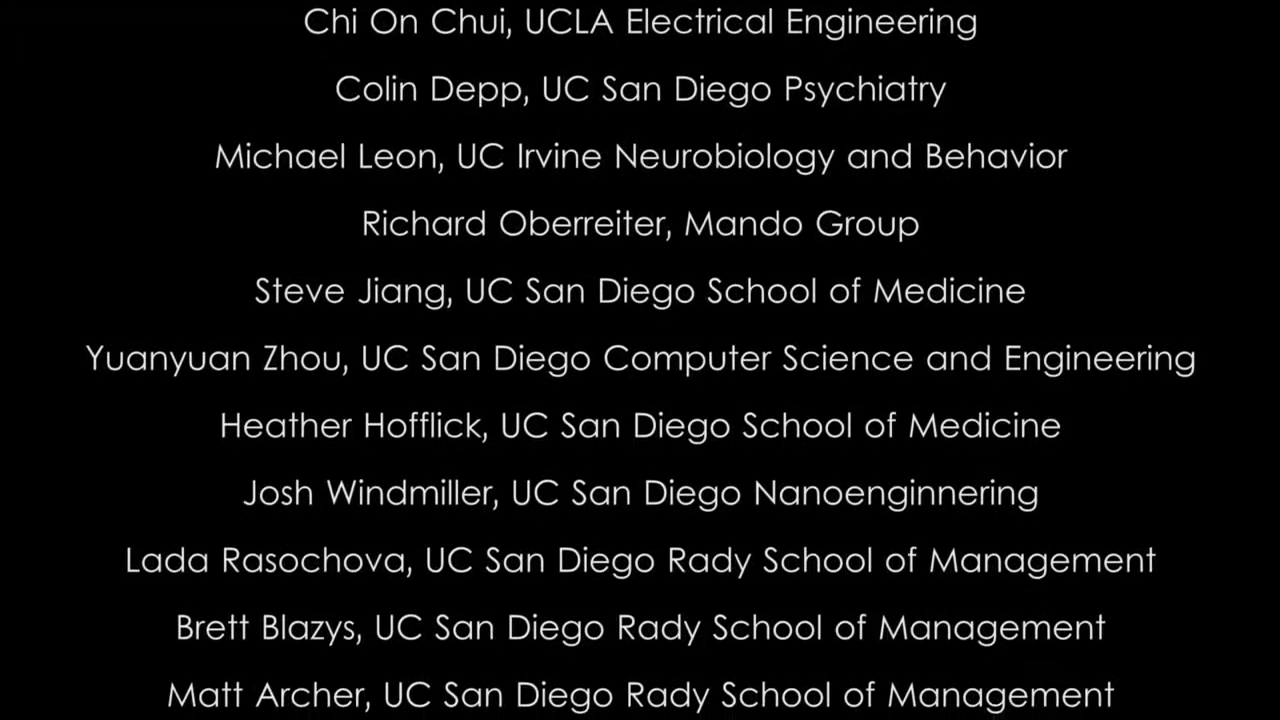 Chi On Chui, UCLA Electrical Engineering
Colin Depp, UC San Diego Psychiatry
Michael Leon, UC Irvine Neurobiology and Behavior
Richard Oberreiter, Mando Group
Steve Jiang, UC San Diego School of Medicine
Yuanyuan Zhou, UC San Diego Computer Science and Engineering
Heather Hofflick, UC San Diego School of Medicine
Josh Windmiller, UC San Diego Nanoenginnering
Lada Rasochova, UC San Diego Rady School of Management
Brett Blazys, UC San Diego Rady School of Management
Matt Archer, UC San Diego Rady School of Management